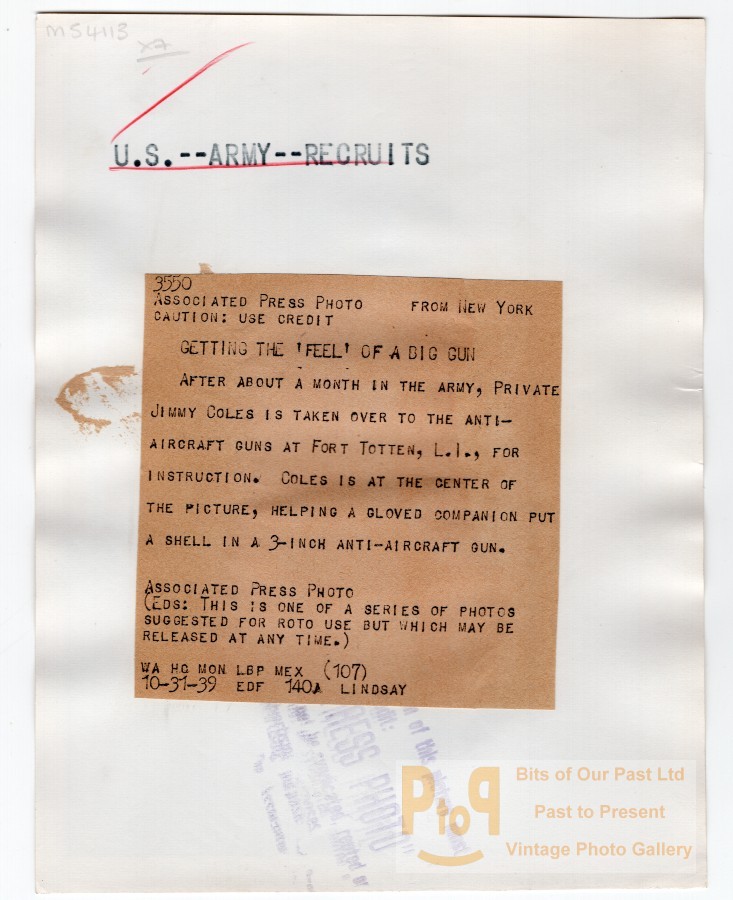 M54113
X7
U.S.--ARMY--RECRUITS
3550
ASSOCIATED PRESS PHOTO FROM NEW YORK
CAUTION: USE CREDIT
GETTING THE 'FEEL' OF A BIG GUN
AFTER ABOUT A MONTH IN THE ARMY, PRIVATE
JIMMY COLES IS TAKEN OVER TO THE ANTI-
AIRCRAFT GUNS AT FORT TOTTEN, L.I., FOR
INSTRUCTION. COLES IS AT THE CENTER OF
THE PICTURE, HELPING A GLOVED COMPANION PUT
A SHELL IN A 3-INCH ANTI-AIRCRAFT GUN.
ASSOCIATED PRESS PHOTO
(EDS: THIS IS ONE OF A SERIES OF PHOTOS
SUGGESTED FOR ROTO USE BUT WHICH MAY BE
RELEASED AT ANY TIME.)
WA HG MON LBP MEX (107)
10-31-39 EDF 140A LINDSAY
of this
PRESS PHOTO"
PtoP
Bits of Our Past Ltd
Past to Present
Vintage Photo Gallery